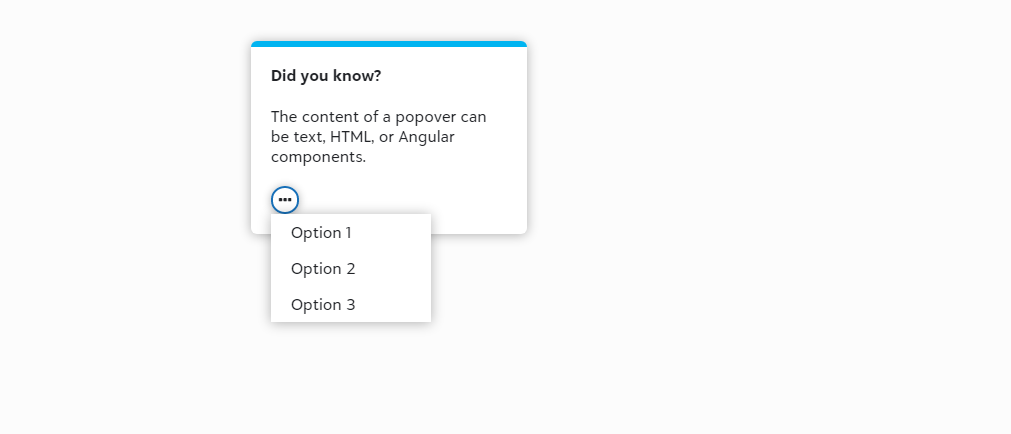 Did you know?
The content of a popover can
be text, HTML, or Angular
components.
Option 1
Option 2
Option 3